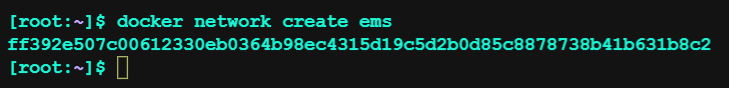 [root:~]$ docker network create ems
ff392e507c00612330eb0364b98ec4315d19c5d2b0d85c8878738b41b631b8c2
[root:~]$